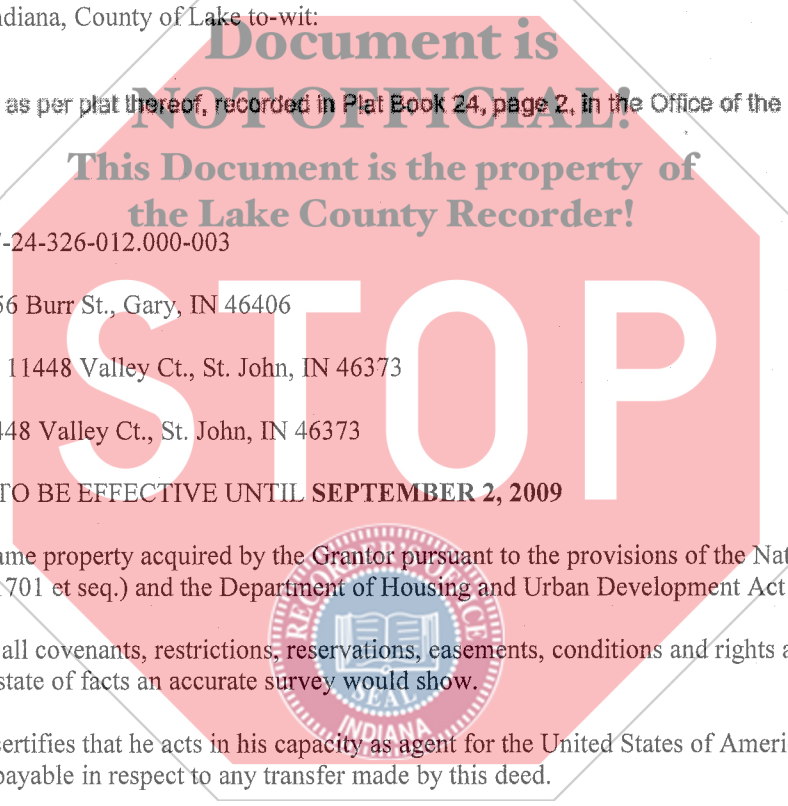 ndiana, County of Lake to-wit:
Document is
as per plat thereof, recorded in Plat Book 24, page 2, in the Office of the
NOT OFFICIAL!
This Document is the property of
the Lake County Recorder!
-24-326-012.000-003
56 Burr St., Gary, IN 46406
STOP
11448 Valley Ct., St. John, IN 46373
448 Valley Ct., St. John, IN 46373
TO BE EFFECTIVE UNTIL SEPTEMBER 2, 2009
ame property acquired by the Grantor pursuant to the provisions of the Nat
1701 et seq.) and the Department of Housing and Urban Development Act
all covenants, restrictions, reservations, easements, conditions and rights a
state of facts an accurate survey would show.
ertifies that he acts in his capacity as agent for the United States of Ameri
payable in respect to any transfer made by this deed.
RECORDER'S OFFICE
SEAL
INDIANA